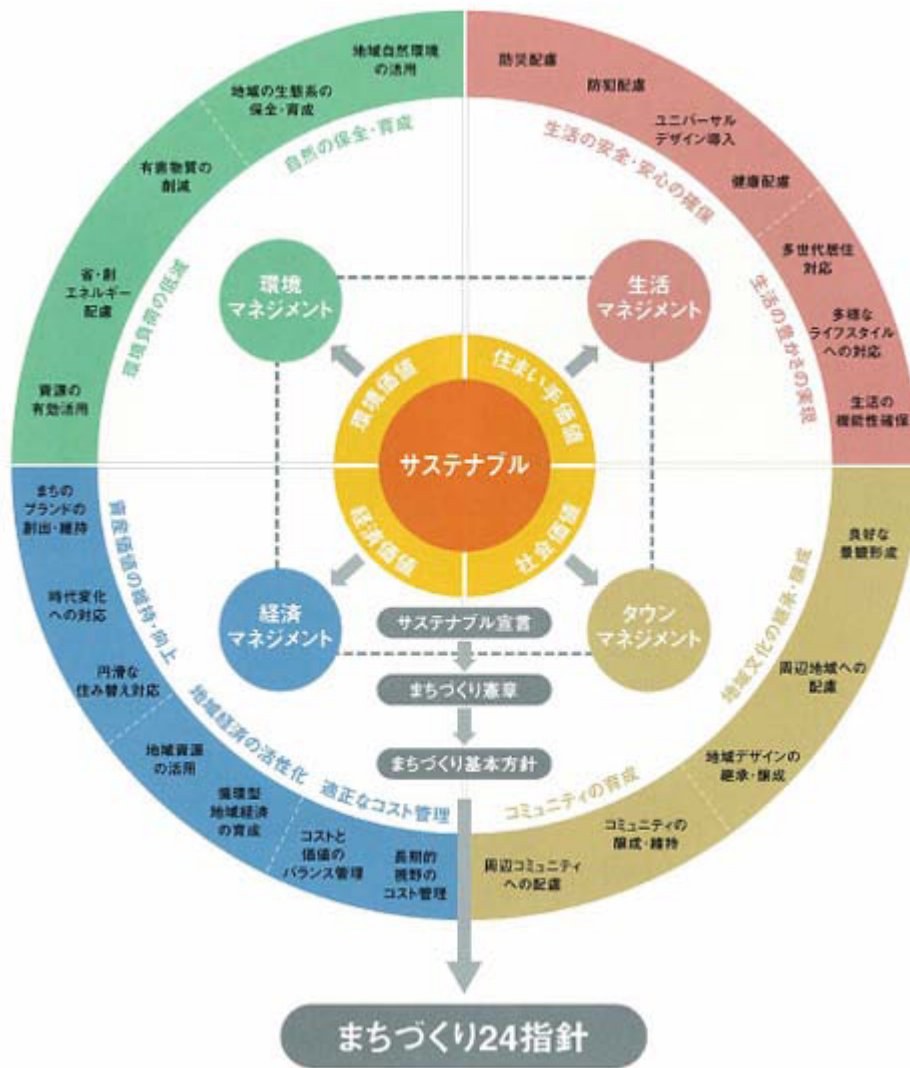 地域自然環境
の活用
地域の生態系の
保全・育成
有害物質の
削減
省・創
エネルギー
配慮
資源の
有効活用
自然の保全・育成
環境負荷の低減
防災配慮
防犯配慮
ユニバーサル
デザイン導入
健康配慮
多世代居住
対応
多様な
ライフスタイル
への対応
生活の
機能性確保
生活の安全・安心の確保
生活の豊かさの実現
環境
マネジメント
生活
マネジメント
環境価値
住まい手価値
サステナブル
経済価値
社会価値
経済
マネジメント
タウン
マネジメント
サステナブル宣言
まちづくり憲章
まちづくり基本方針
まちの
ブランドの
創出・維持
時代変化
への対応
円滑な
住み替え対応
地域資源
の活用
循環型
地域経済
の育成
コストと
価値の
バランス管理
長期的
視野の
コスト管理
資産価値の維持・向上
地域経済の活性化
適正なコスト管理
良好な
景観形成
周辺地域への
配慮
地域デザインの
継承・醸成
コミュニティの
醸成・維持
周辺コミュニティ
への配慮
地域文化の継承・醸成
コミュニティの育成
まちづくり24指針